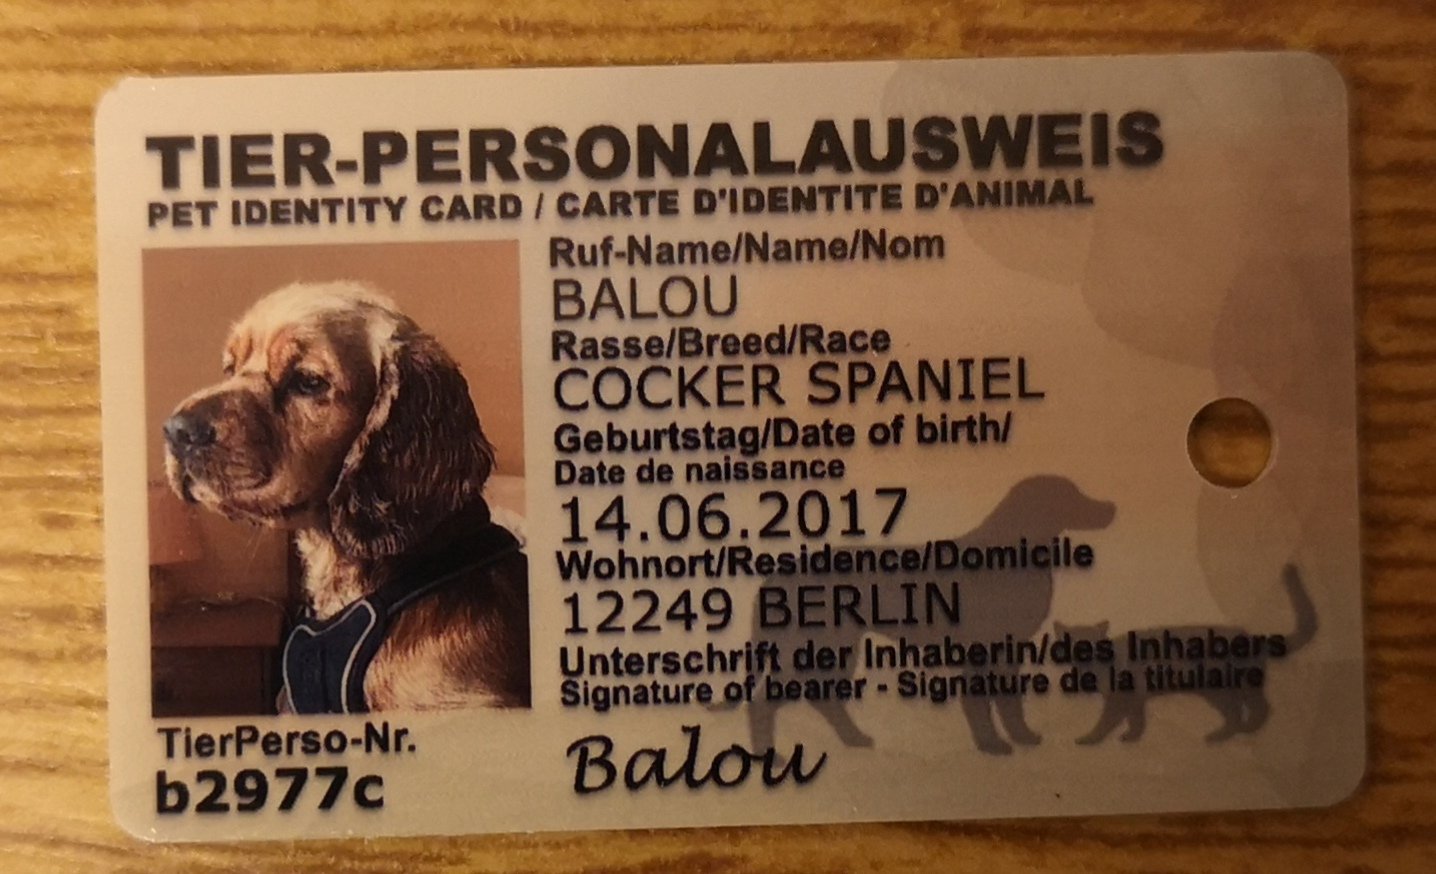 TIER-PERSONALAUSWEIS
PET IDENTITY CARD / CARTE D'IDENTITE D'ANIMAL
Ruf-Name/Name/Nom
BALOU
Rasse/Breed/Race
COCKER SPANIEL
Geburtstag/Date of birth/
Date de naissance
14.06.2017
Wohnort/Residence/Domicile
12249 BERLIN
Unterschrift der Inhaberin/des Inhabers
Signature of bearer - Signature de la titulaire
Balou
TierPerso-Nr.
b2977c